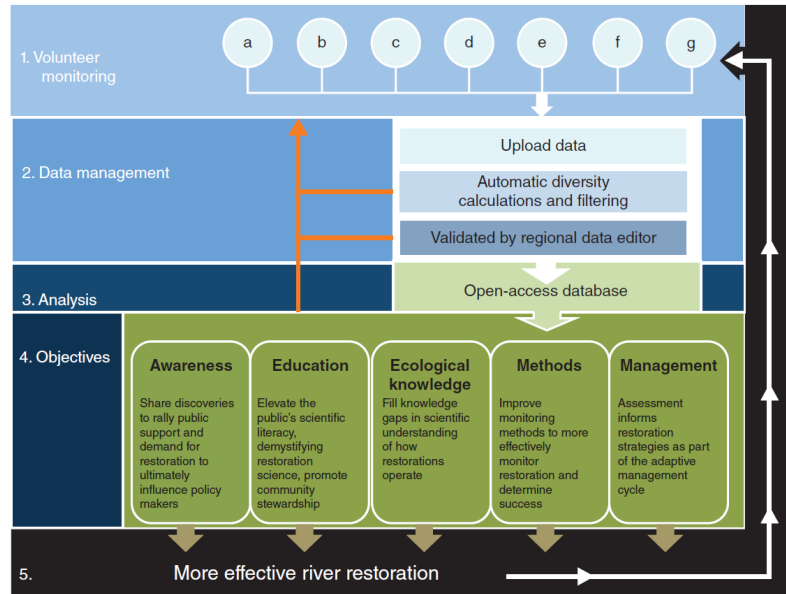 a
b
c
d
e
f
g
1. Volunteer
monitoring
2. Data management
Upload data
Automatic diversity
calculations and filtering
Validated by regional data editor
3. Analysis
Open-access database
4. Objectives
Awareness
Share discoveries
to rally public
support and
demand for
restoration to
ultimately
influence policy
makers
Education
Elevate the
public's scientific
literacy,
demystifying
restoration
science, promote
community
stewardship
Ecological
knowledge
Fill knowledge
gaps in scientific
understanding
of how
restorations
operate
Methods
Improve
monitoring
methods to more
effectively
monitor
restoration and
determine
success
Management
Assessment
informs
restoration
strategies as part
of the adaptive
management
cycle
5.
More effective river restoration